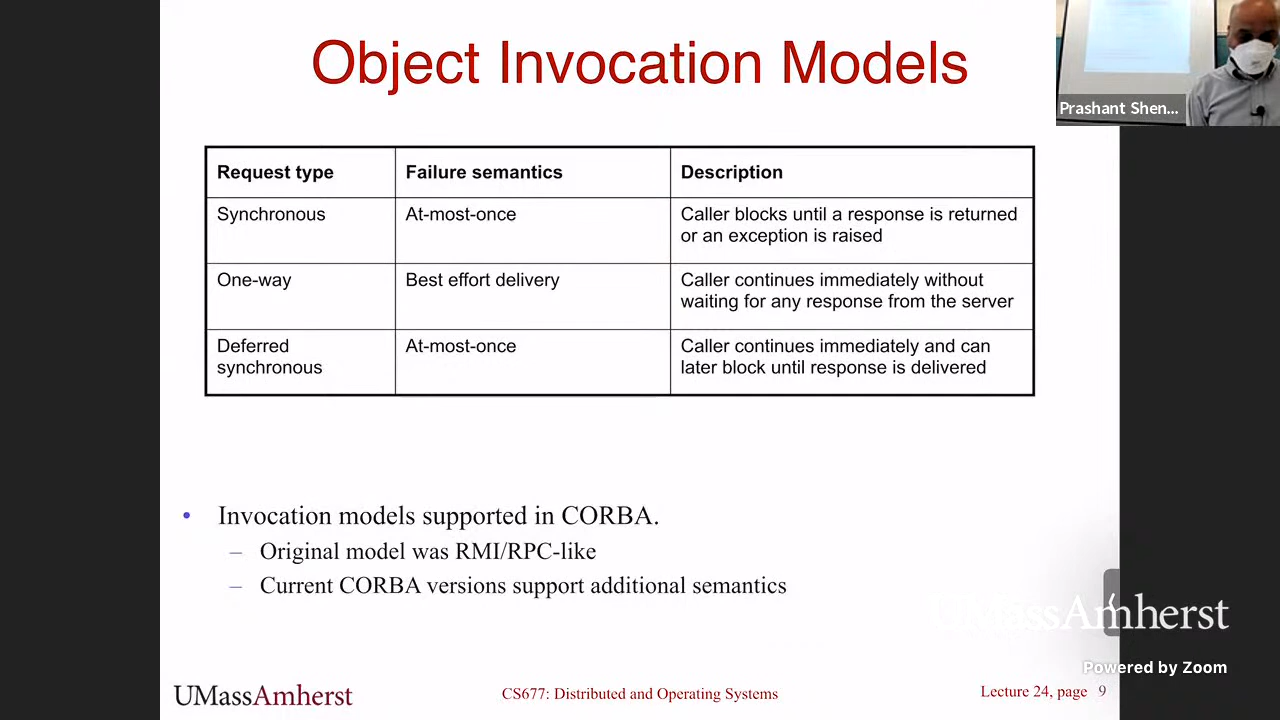 Object Invocation Models
Prashant Shen...
Request type
Failure semantics
Description
Synchronous
At-most-once
Caller blocks until a response is returned
or an exception is raised
One-way
Best effort delivery
Caller continues immediately without
waiting for any response from the server
Deferred
synchronous
At-most-once
Caller continues immediately and can
later block until response is delivered
• Invocation models supported in CORBA.
– Original model was RMI/RPC-like
– Current CORBA versions support additional semantics
UMassAmherst
Powered by Zoom
UMassAmherst
CS677: Distributed and Operating Systems
Lecture 24, page 9